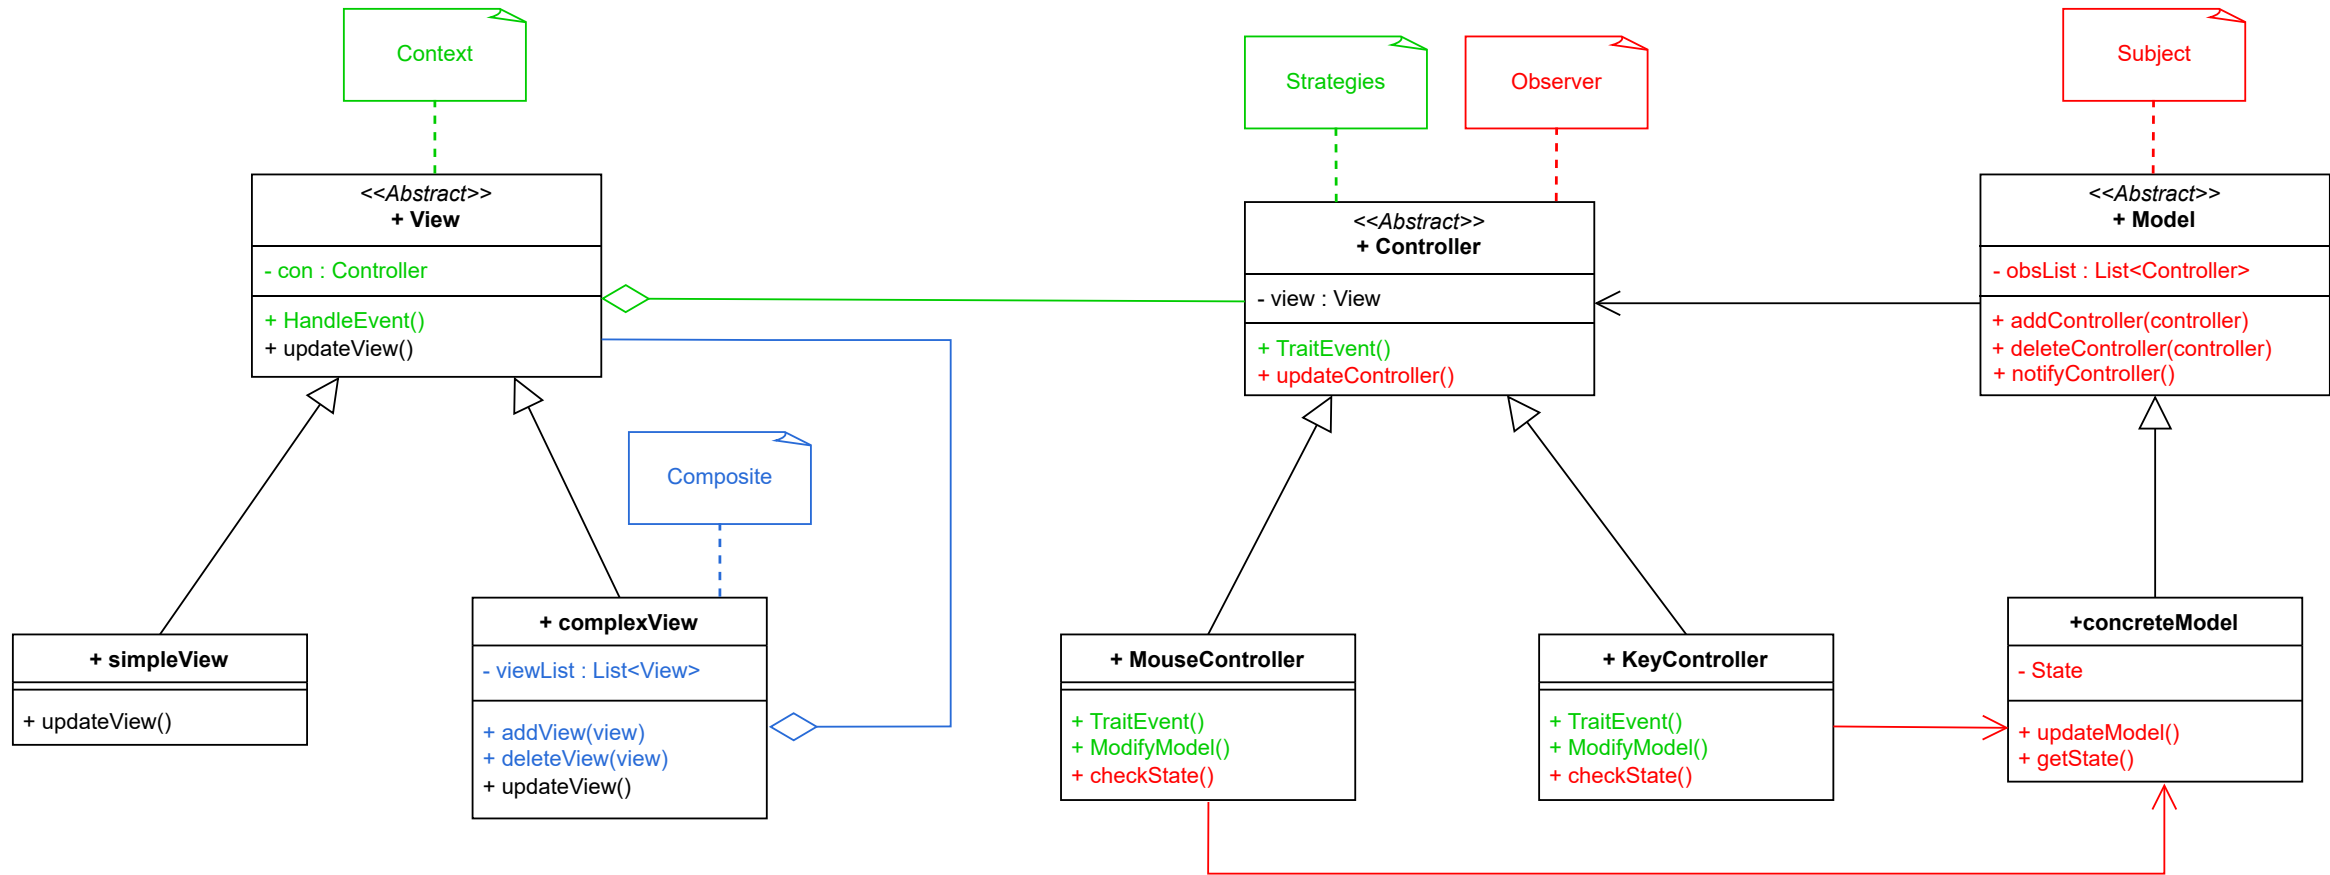 Context
Strategies
Observer
Subject
<<Abstract>>
+ View
- con : Controller
+ HandleEvent()
+ updateView()
<<Abstract>>
+ Controller
- view : View
+ TraitEvent()
+ updateController()
<<Abstract>>
+ Model
- obsList : List<Controller>
+ addController(controller)
+ deleteController(controller)
+ notifyController()
Composite
+ simpleView
+ updateView()
+ complexView
- viewList : List<View>
+ addView(view)
+ deleteView(view)
+ updateView()
+ MouseController
+ TraitEvent()
+ ModifyModel()
+ checkState()
+ KeyController
+ TraitEvent()
+ ModifyModel()
+ checkState()
+concreteModel
- State
+ updateModel()
+ getState()